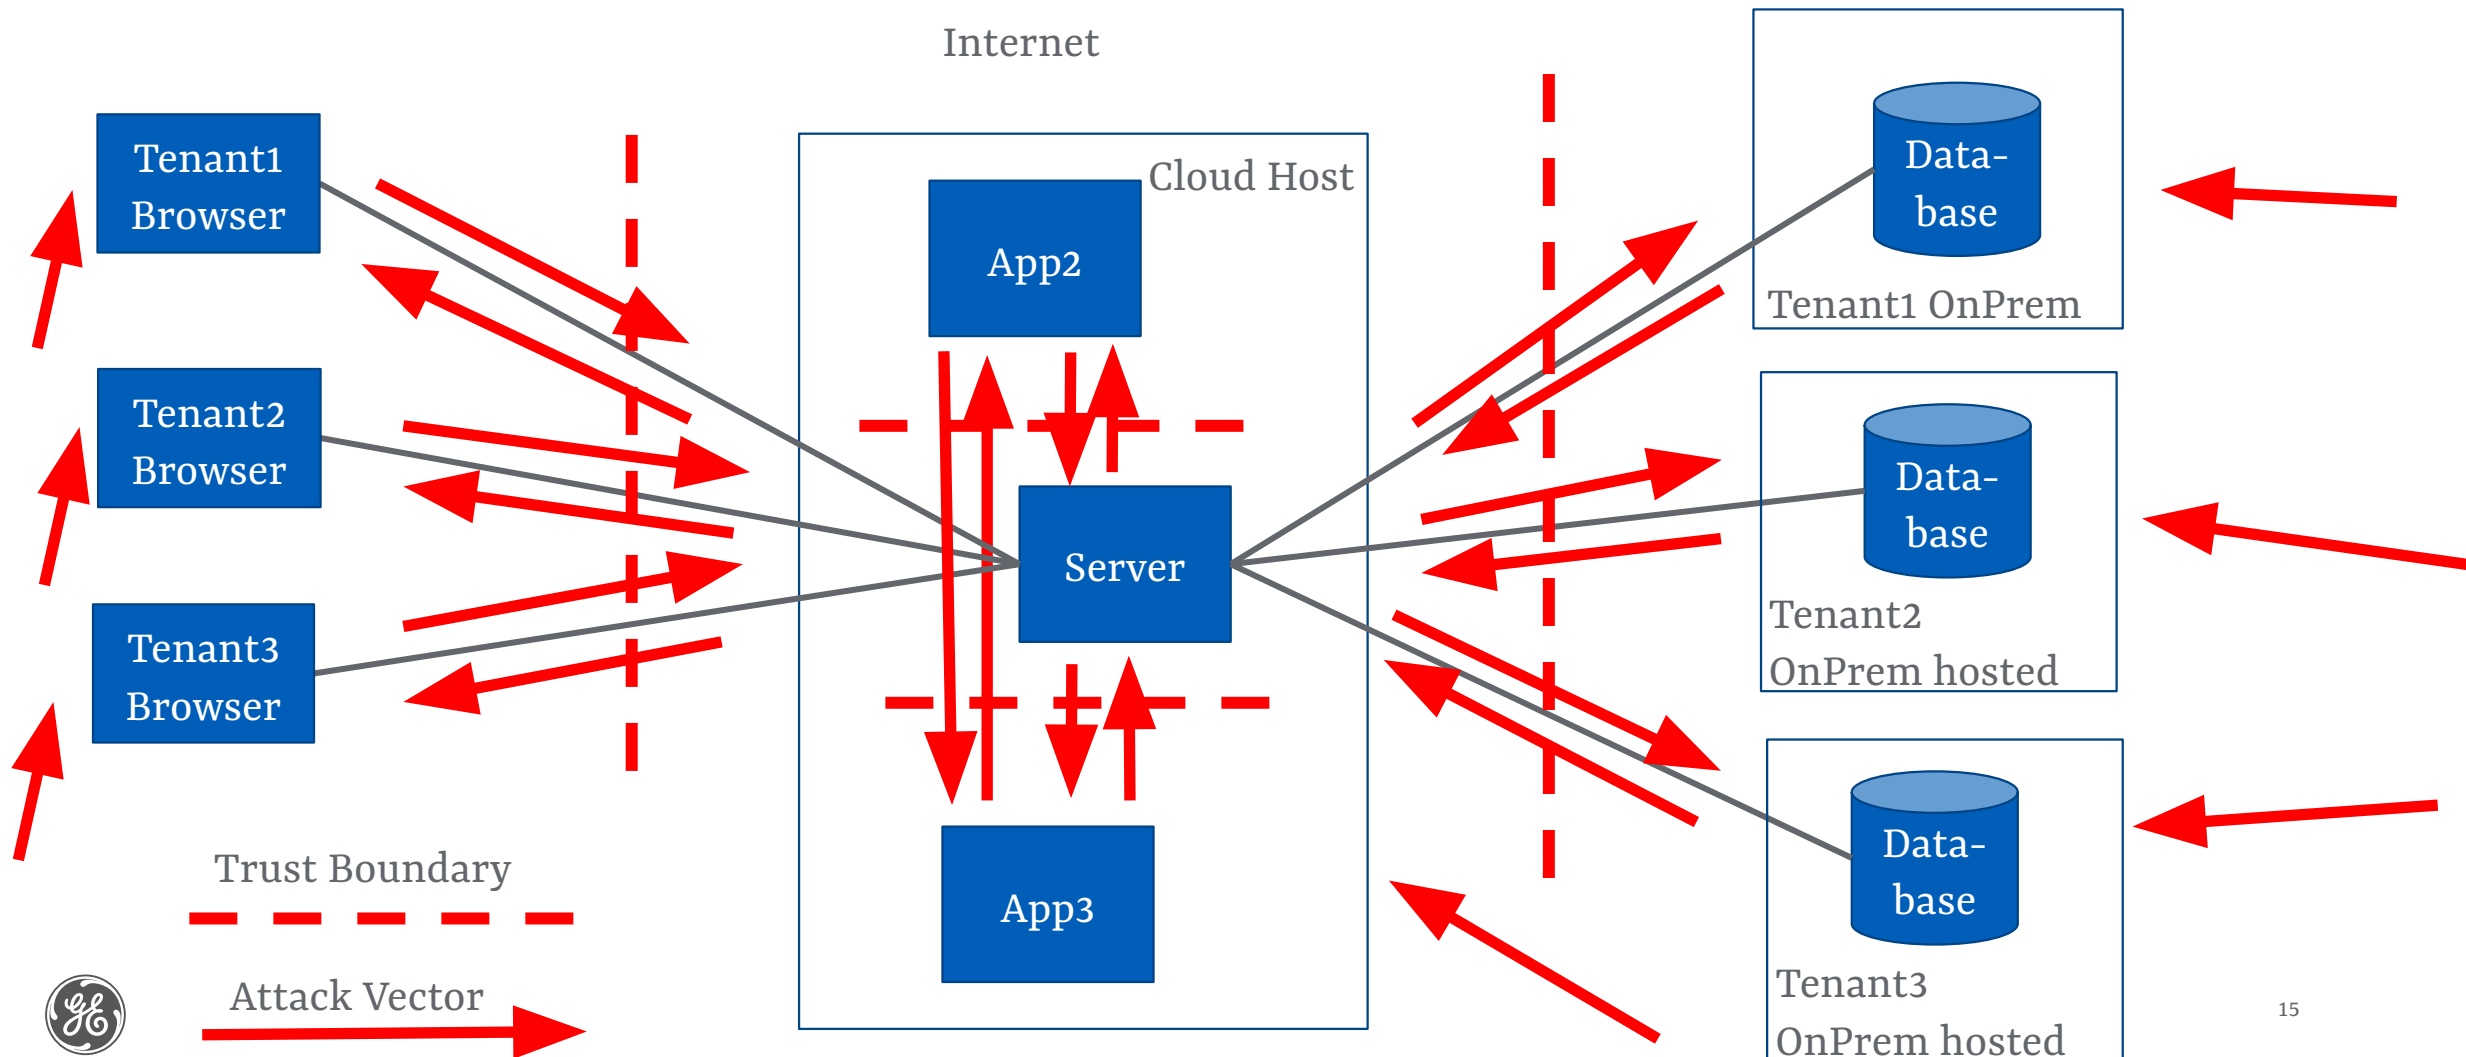 Internet
Tenant1
Browser
Tenant2
Browser
Tenant3
Browser
Cloud Host
App2
Server
App3
Data-
base
Tenant1 OnPrem
Data-
base
Tenant2
OnPrem hosted
Data-
base
Tenant3
OnPrem hosted
Trust Boundary
Attack Vector
GE
15